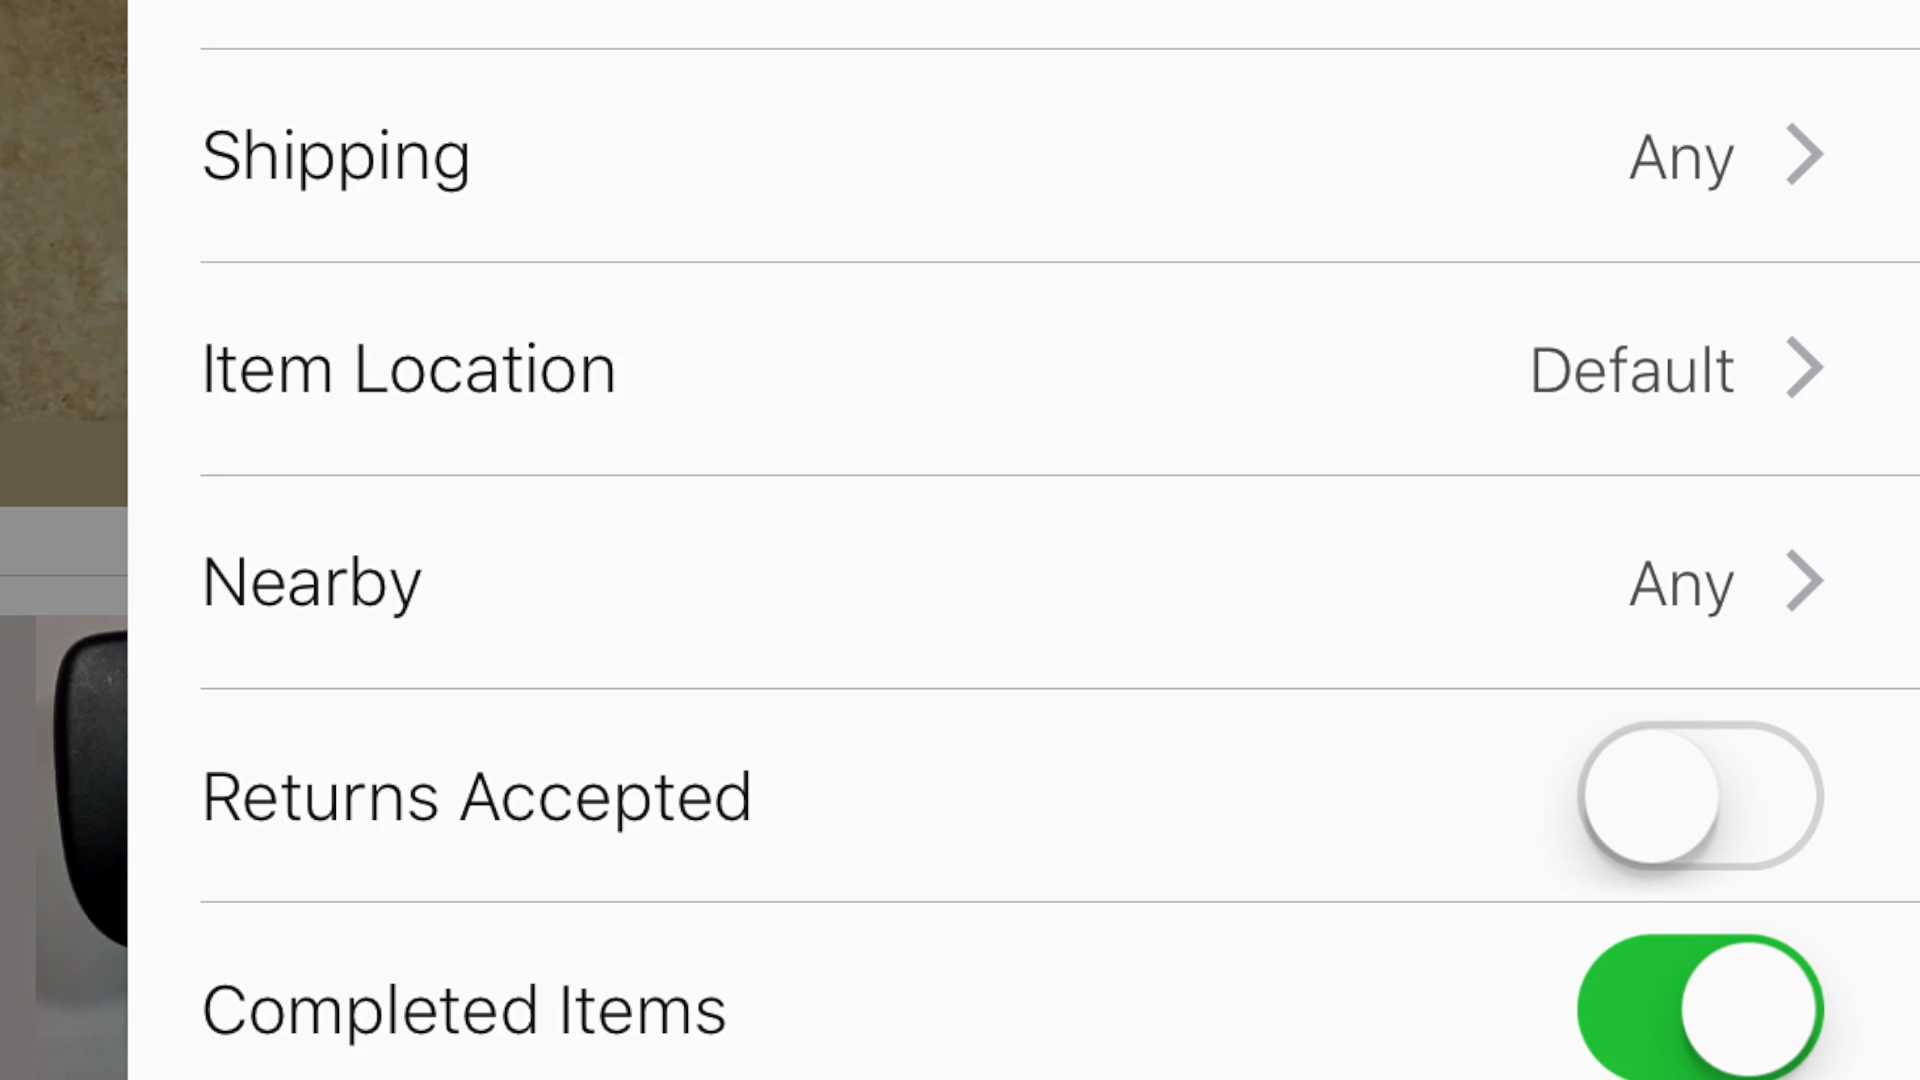 Shipping Any
Item Location Default
Nearby Any
Returns Accepted
Completed Items